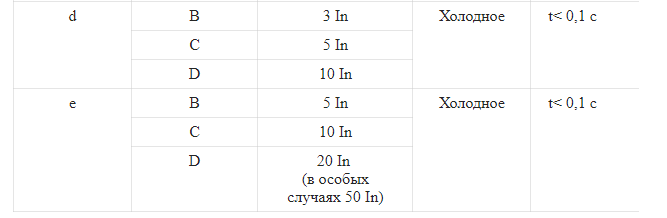 d B 3 In Холодное t< 0,1 с
C 5 In
D 10 In
e B 5 In Холодное t< 0,1 с
C 10 In
D 20 In
(в особых
случаях 50 In)